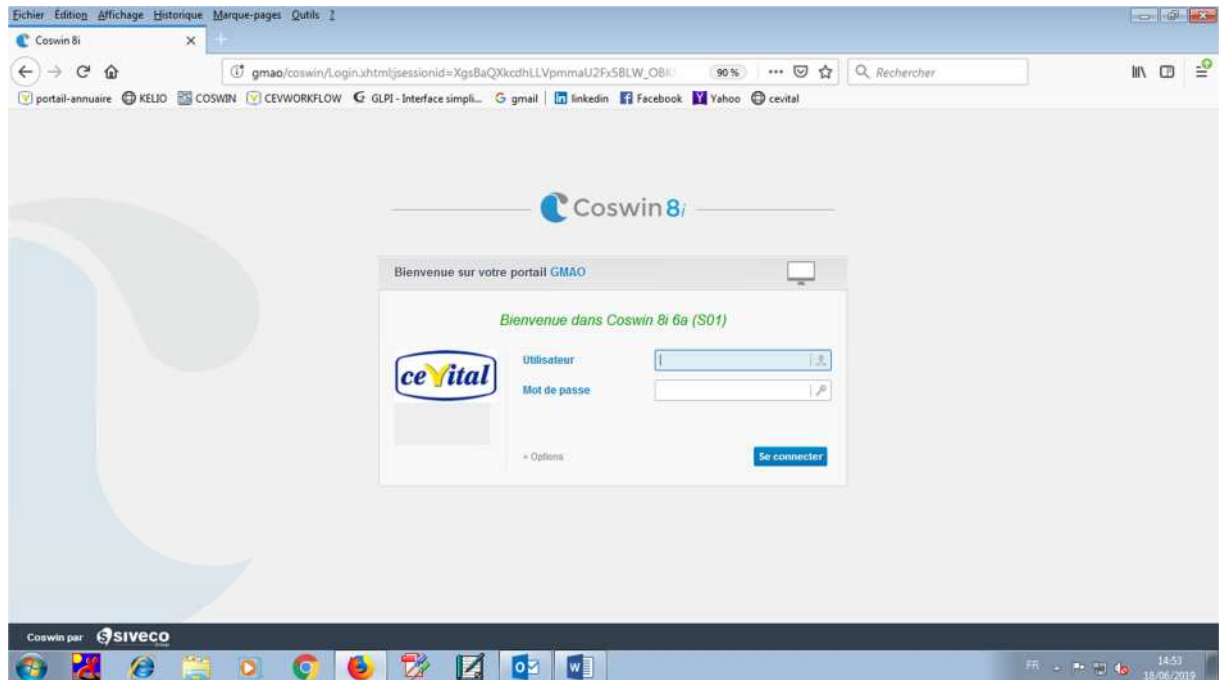 Fichier Édition Affichage Historique Marque-pages Outils ?
Coswin 8i
gmao/coswin/Login.xhtml;jsessionid=XgsBaQXkcdhLLVpmmaU2Fx5BLW_OBK 90 % Rechercher
portail-annuaire KELIO COSWIN CEVWORKFLOW GLPI - Interface simpli... gmail linkedin Facebook Yahoo cevital
Coswin 8i
Bienvenue sur votre portail GMAO
Bienvenue dans Coswin 8i 6a (S01)
cevital
Utilisateur
Mot de passe
+ Options
Se connecter
Coswin par siveco
FR 14:53
18/06/2019